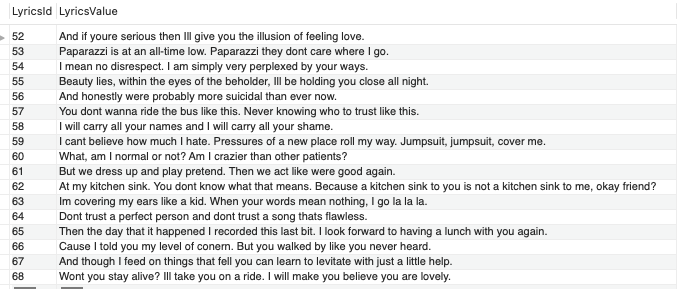 LyricsId LyricsValue
52 And if youre serious then Ill give you the illusion of feeling love.
53 Paparazzi is at an all-time low. Paparazzi they dont care where I go.
54 I mean no disrespect. I am simply very perplexed by your ways.
55 Beauty lies, within the eyes of the beholder, Ill be holding you close all night.
56 And honestly were probably more suicidal than ever now.
57 You dont wanna ride the bus like this. Never knowing who to trust like this.
58 I will carry all your names and I will carry all your shame.
59 I cant believe how much I hate. Pressures of a new place roll my way. Jumpsuit, jumpsuit, cover me.
60 What, am I normal or not? Am I crazier than other patients?
61 But we dress up and play pretend. Then we act like were good again.
62 At my kitchen sink. You dont know what that means. Because a kitchen sink to you is not a kitchen sink to me, okay friend?
63 Im covering my ears like a kid. When your words mean nothing, I go la la la.
64 Dont trust a perfect person and dont trust a song thats flawless.
65 Then the day that it happened I recorded this last bit. I look forward to having a lunch with you again.
66 Cause I told you my level of conern. But you walked by like you never heard.
67 And though I feed on things that fell you can learn to levitate with just a little help.
68 Wont you stay alive? Ill take you on a ride. I will make you believe you are lovely.